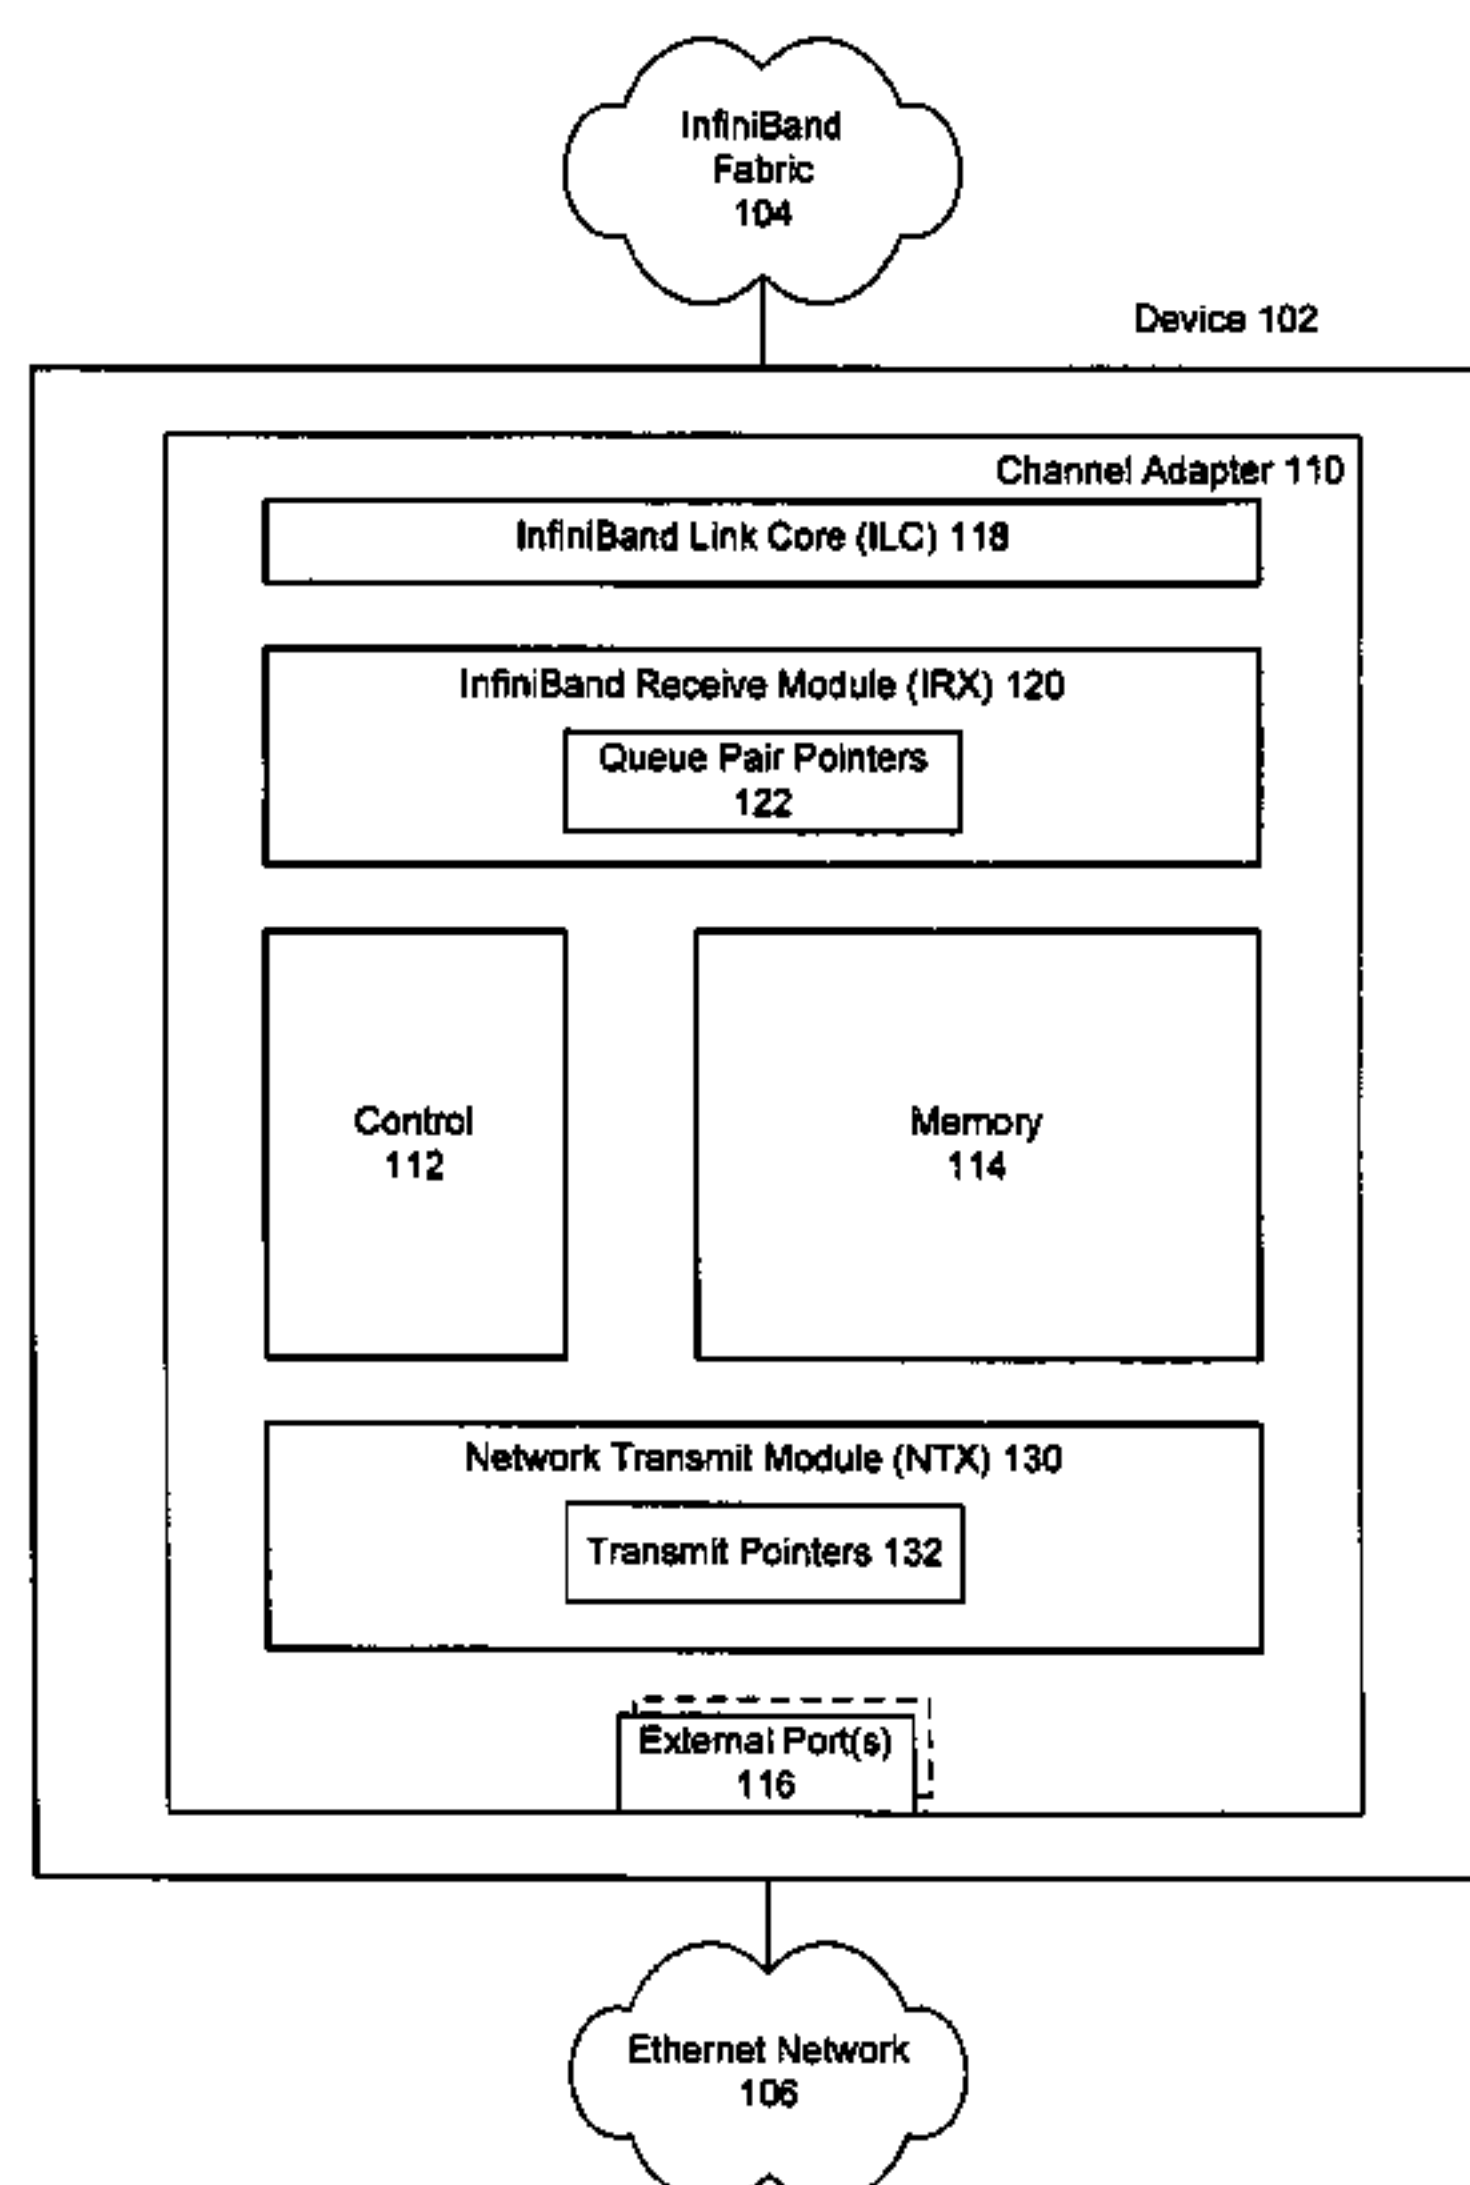 InfiniBand
Fabric
104
Device 102
Channel Adapter 110
InfiniBand Link Core (ILC) 118
InfiniBand Receive Module (IRX) 120
Queue Pair Pointers
122
Control
112
Memory
114
Network Transmit Module (NTX) 130
Transmit Pointers 132
External Port(s)
116
Ethernet Network
106